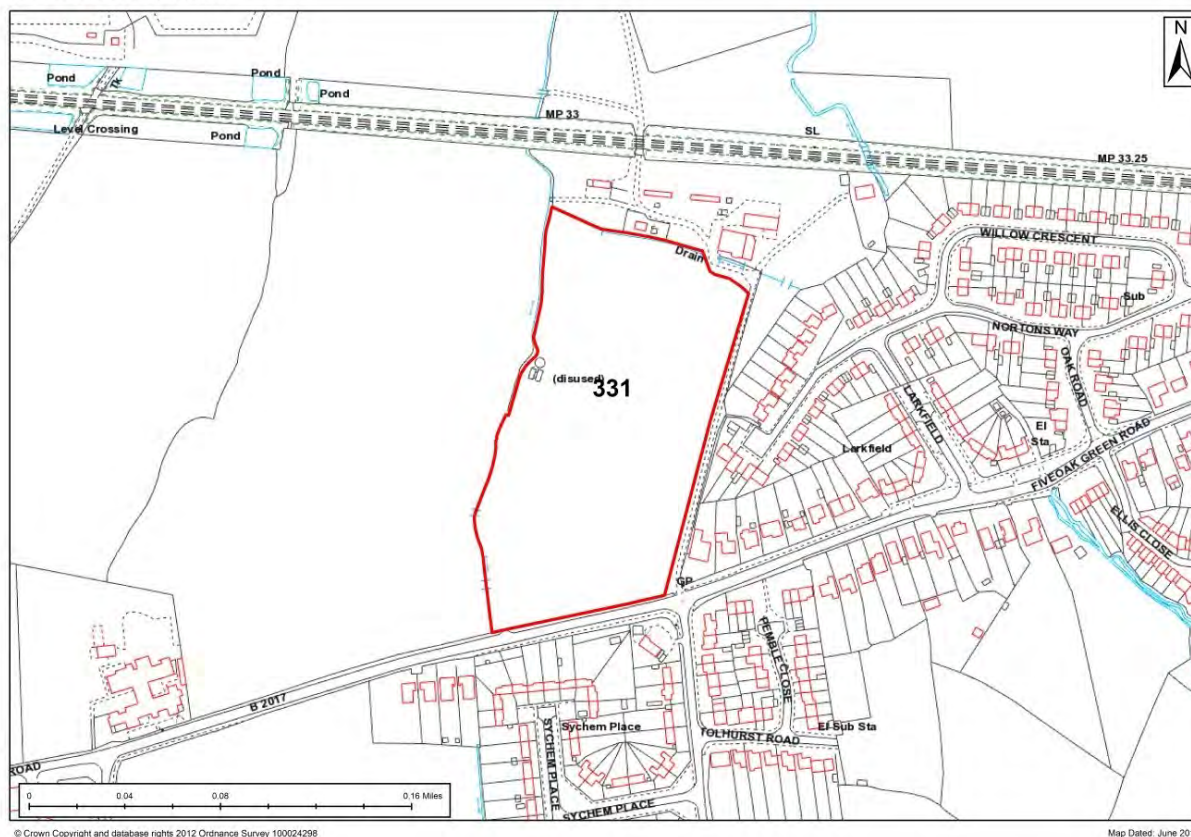 N
Pond
Tk
Pond
Pond
Level Crossing
Pond
MP 33
SL
MP 33.25
WILLOW CRESCENT
Drain
Sub
NORTONS WAY
OAK ROAD
(disused)
331
LARKFIELD
Larkfield
El
Sta
FIVEOAK GREEN ROAD
ELLIS CLOSE
GP
PEMBLE CLOSE
B 2017
Sychem Place
SYCHEM PLACE
El Sub Sta
TOLHURST ROAD
ROAD
SYCHEM PLACE
0 0.04 0.08 0.16 Miles
© Crown Copyright and database rights 2012 Ordnance Survey 100024298
Map Dated: June 20